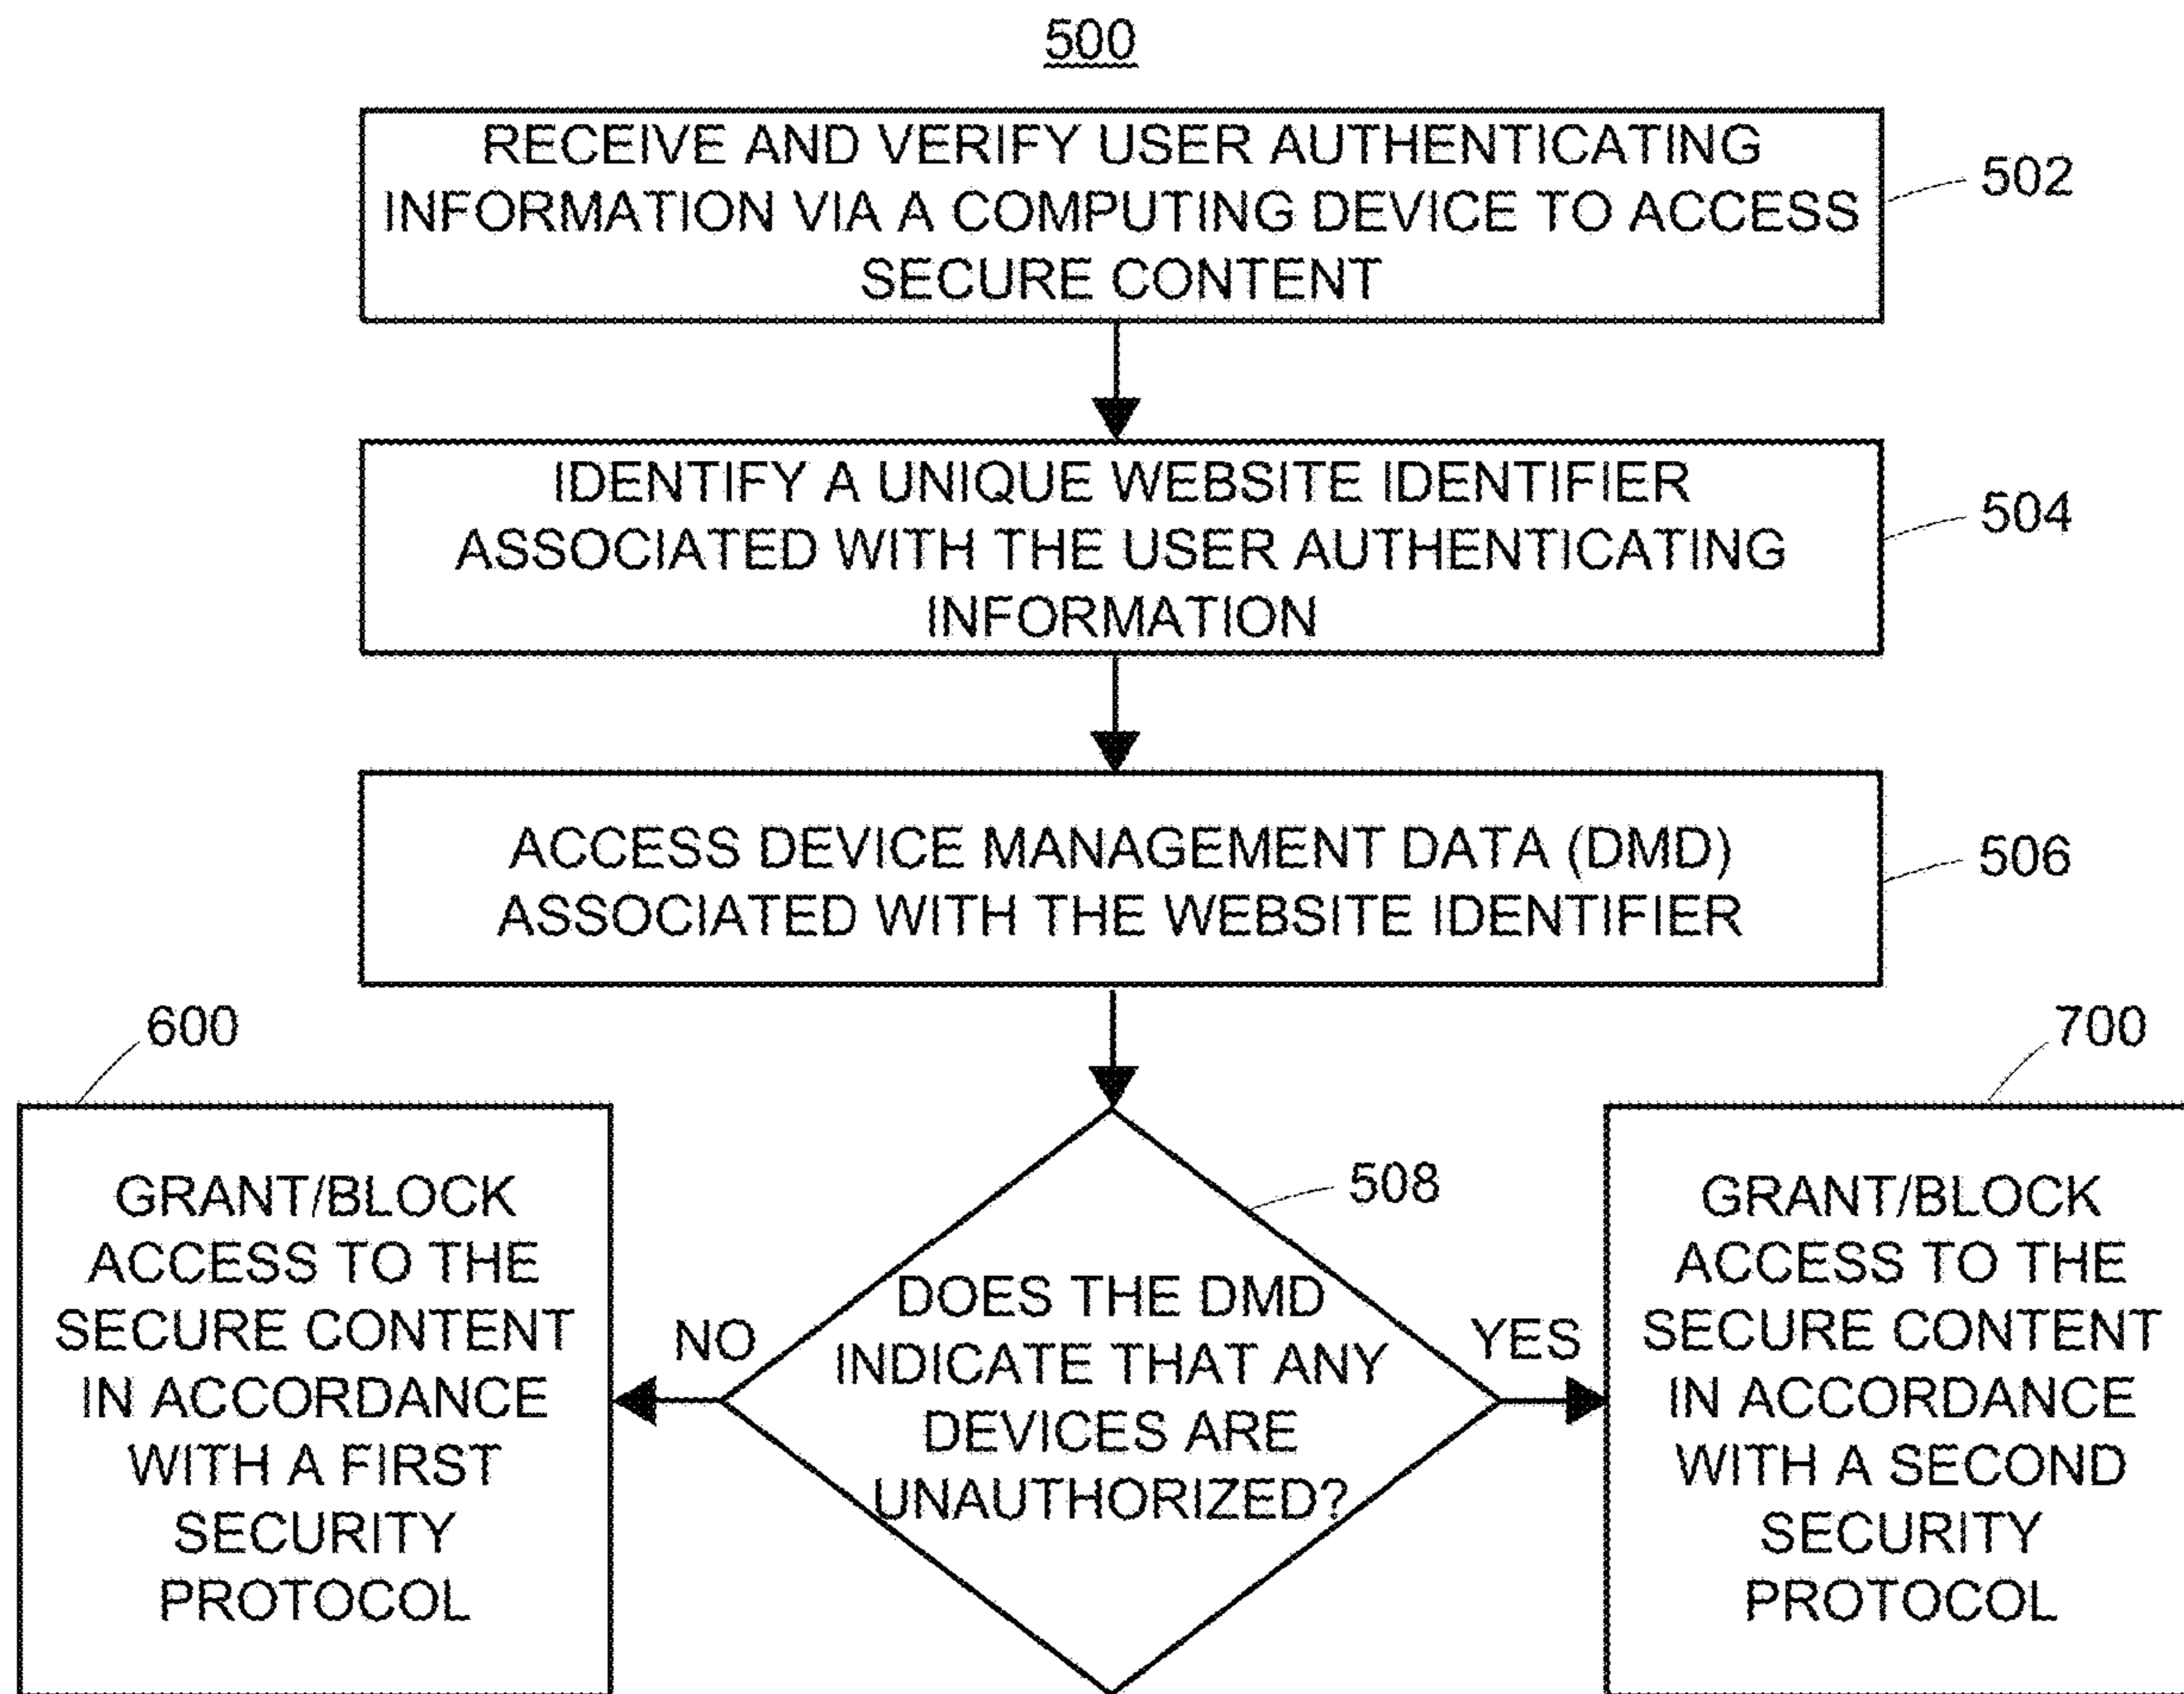 500
RECEIVE AND VERIFY USER AUTHENTICATING
INFORMATION VIA A COMPUTING DEVICE TO ACCESS
SECURE CONTENT
502
IDENTIFY A UNIQUE WEBSITE IDENTIFIER
ASSOCIATED WITH THE USER AUTHENTICATING
INFORMATION
504
ACCESS DEVICE MANAGEMENT DATA (DMD)
ASSOCIATED WITH THE WEBSITE IDENTIFIER
506
600
GRANT/BLOCK
ACCESS TO THE
SECURE CONTENT
IN ACCORDANCE
WITH A FIRST
SECURITY
PROTOCOL
NO
508
DOES THE DMD
INDICATE THAT ANY
DEVICES ARE
UNAUTHORIZED?
YES
700
GRANT/BLOCK
ACCESS TO THE
SECURE CONTENT
IN ACCORDANCE
WITH A SECOND
SECURITY
PROTOCOL